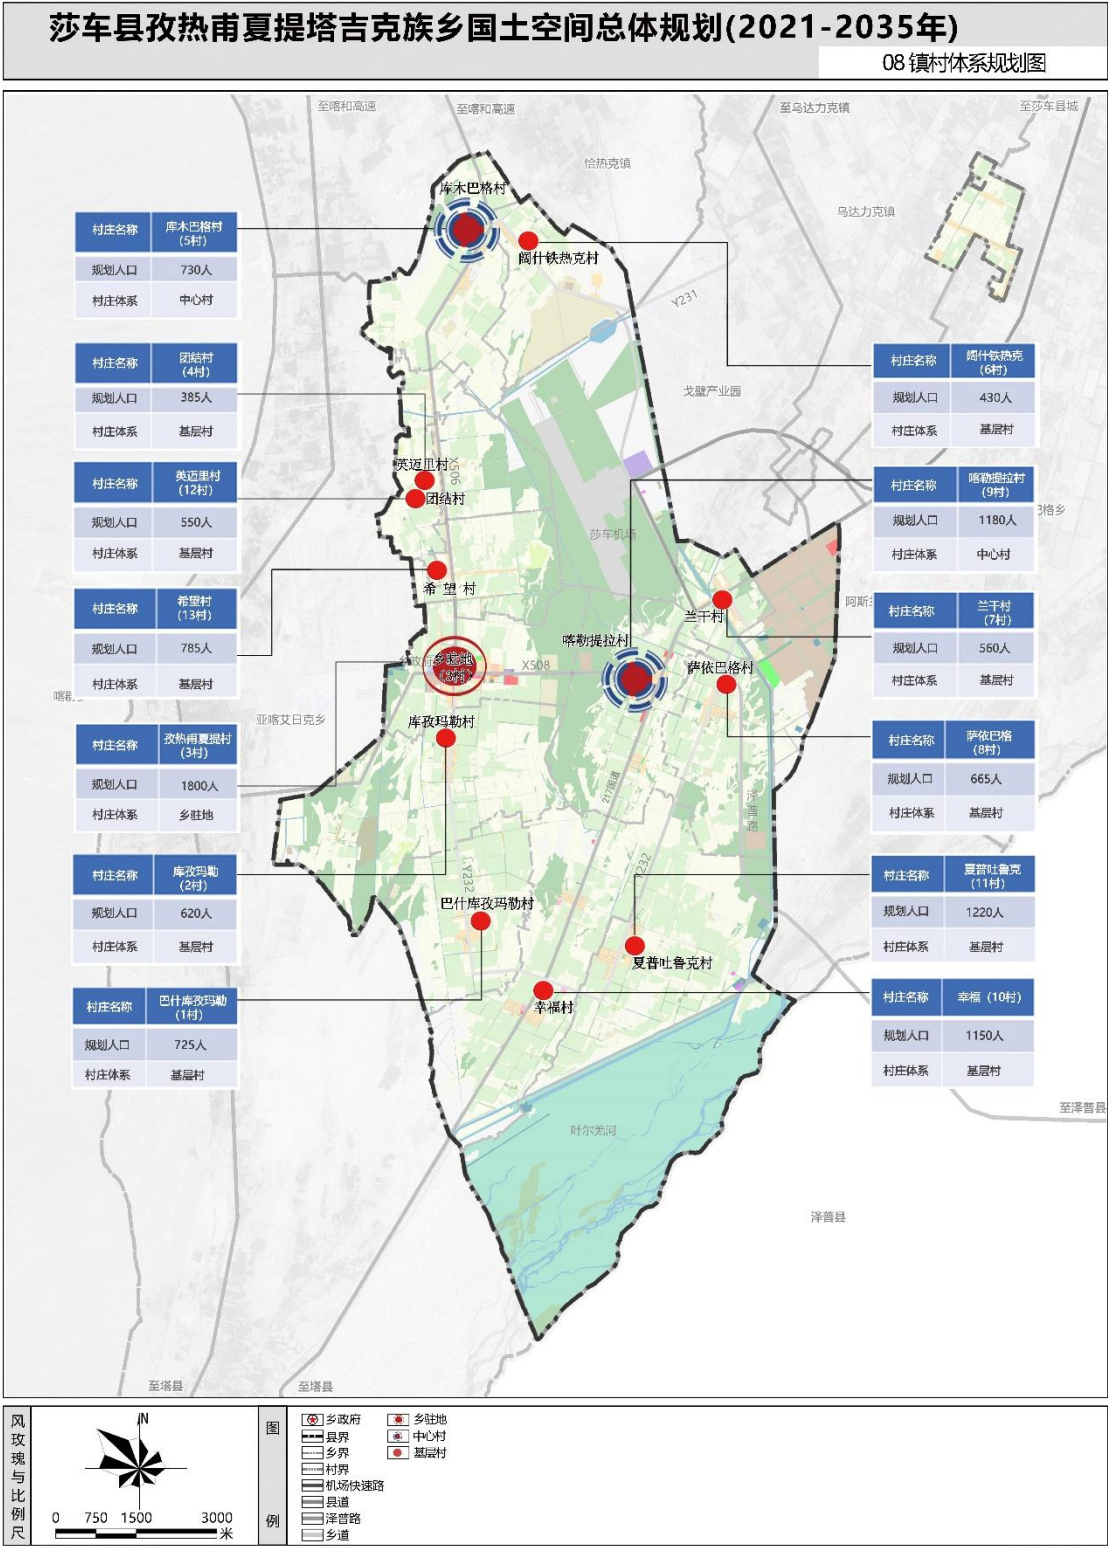 莎车县孜热甫夏提塔吉克族乡国土空间总体规划(2021-2035年)
08 镇村体系规划图
至喀和高速
至喀和高速
至乌达力克镇
至莎车县城
恰热克镇
乌达力克镇
库木巴格村
阔什铁热克村
Y231
戈壁产业园
村庄名称 库木巴格村 (5村)
规划人口 730人
村庄体系 中心村
村庄名称 团结村 (4村)
规划人口 385人
村庄体系 基层村
村庄名称 英迈里村 (12村)
规划人口 550人
村庄体系 基层村
村庄名称 希望村 (13村)
规划人口 785人
村庄体系 基层村
村庄名称 孜热甫夏提村 (3村)
规划人口 1800人
村庄体系 乡驻地
村庄名称 库孜玛勒 (2村)
规划人口 620人
村庄体系 基层村
村庄名称 巴什库孜玛勒 (1村)
规划人口 725人
村庄体系 基层村
村庄名称 阔什铁热克 (6村)
规划人口 430人
村庄体系 基层村
村庄名称 喀勒提拉村 (9村)
规划人口 1180人
村庄体系 中心村
村庄名称 兰干村 (7村)
规划人口 560人
村庄体系 基层村
村庄名称 萨依巴格 (8村)
规划人口 665人
村庄体系 基层村
村庄名称 夏普吐鲁克 (11村)
规划人口 1220人
村庄体系 基层村
村庄名称 幸福 (10村)
规划人口 1150人
村庄体系 基层村
英迈里村
X506
团结村
莎车机场
格乡
希望村
兰干村
阿斯
喀勒提拉村
乡驻地
(3村)
X508
萨依巴格村
亚喀艾日克乡
库孜玛勒村
217国道
泽普路
Y232
Y232
巴什库孜玛勒村
夏普吐鲁克村
幸福村
叶尔羌河
至泽普县
泽普县
至塔县
至塔县
风玫瑰与比例尺
N
0 750 1500 3000
米
图例
乡政府
县界
乡界
村界
机场快速路
县道
泽普路
乡道
乡驻地
中心村
基层村